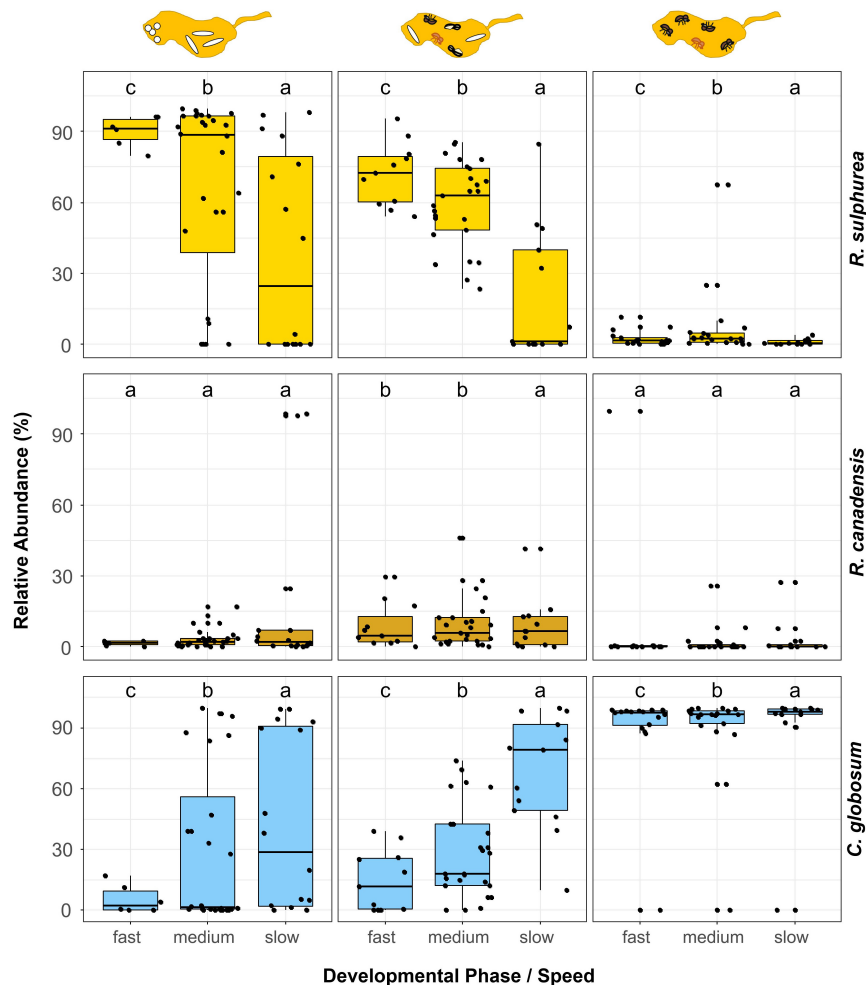 c b a c b a c b a
90
60
30
0
R. sulphurea
a a a b b a a a a
90
60
30
0
R. canadensis
Relative Abundance (%)
c b a c b a c b a
90
60
30
0
C. globosum
fast medium slow fast medium slow fast medium slow
Developmental Phase / Speed